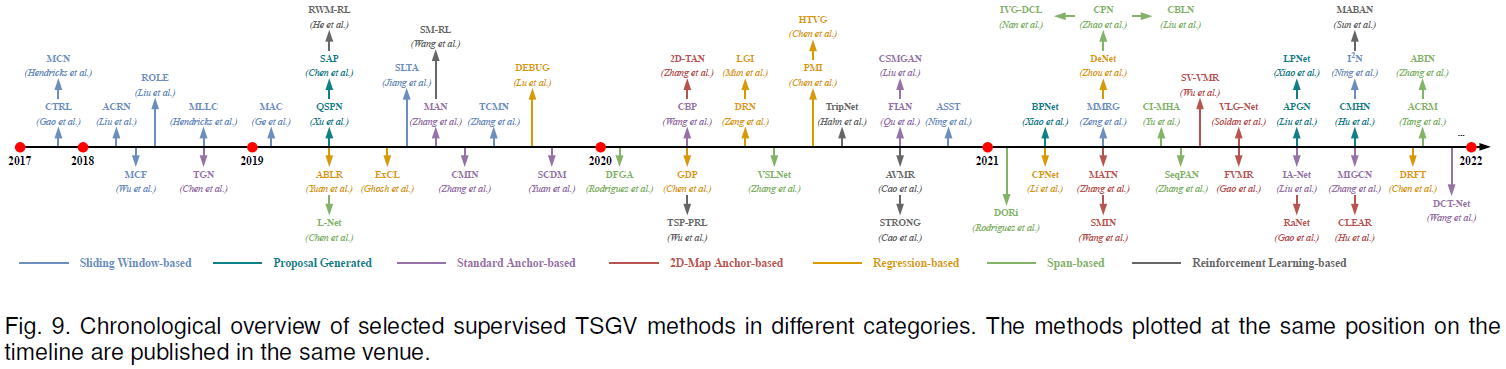 RWM-RL
(He et al.)
IVG-DCL
(Nan et al.)
CPN
(Zhao et al.)
CBLN
(Liu et al.)
MABAN
(Sun et al.)
HTVG
(Chen et al.)
SM-RL
(Wang et al.)
MCN
(Hendricks et al.)
SAP
(Chen et al.)
SLTA
(Jiang et al.)
DEBUG
(Lu et al.)
2D-TAN
(Zhang et al.)
LGI
(Mun et al.)
PMI
(Chen et al.)
CSMGAN
(Liu et al.)
DeNet
(Zhou et al.)
SV-VMR
(Wu et al.)
LPNet
(Xiao et al.)
I²N
(Ning et al.)
ABIN
(Zhang et al.)
ROLE
(Liu et al.)
CTRL
(Gao et al.)
ACRN
(Liu et al.)
MLLC
(Hendricks et al.)
MAC
(Ge et al.)
QSPN
(Xu et al.)
MAN
(Zhang et al.)
TCMN
(Zhang et al.)
CBP
(Wang et al.)
DRN
(Zeng et al.)
TripNet
(Hahn et al.)
FIAN
(Qu et al.)
ASST
(Ning et al.)
BPNet
(Xiao et al.)
MMRG
(Zeng et al.)
CI-MHA
(Yu et al.)
VLG-Net
(Soldan et al.)
APGN
(Liu et al.)
CMHN
(Hu et al.)
ACRM
(Tang et al.)
...
2017
2018
2019
2020
2021
2022
MCF
(Wu et al.)
TGN
(Chen et al.)
ABLR
(Yuan et al.)
ExCL
(Ghosh et al.)
CMIN
(Zhang et al.)
SCDM
(Yuan et al.)
DFGA
(Rodriguez et al.)
GDP
(Chen et al.)
VSLNet
(Zhang et al.)
AVMR
(Cao et al.)
CPNet
(Li et al.)
MATN
(Zhang et al.)
SeqPAN
(Zhang et al.)
FVMR
(Gao et al.)
IA-Net
(Liu et al.)
MIGCN
(Zhang et al.)
DRFT
(Chen et al.)
L-Net
(Chen et al.)
TSP-PRL
(Wu et al.)
STRONG
(Cao et al.)
DORi
(Rodriguez et al.)
SMIN
(Wang et al.)
RaNet
(Gao et al.)
CLEAR
(Hu et al.)
DCT-Net
(Wang et al.)
Sliding Window-based
Proposal Generated
Standard Anchor-based
2D-Map Anchor-based
Regression-based
Span-based
Reinforcement Learning-based
Fig. 9. Chronological overview of selected supervised TSGV methods in different categories. The methods plotted at the same position on the
timeline are published in the same venue.